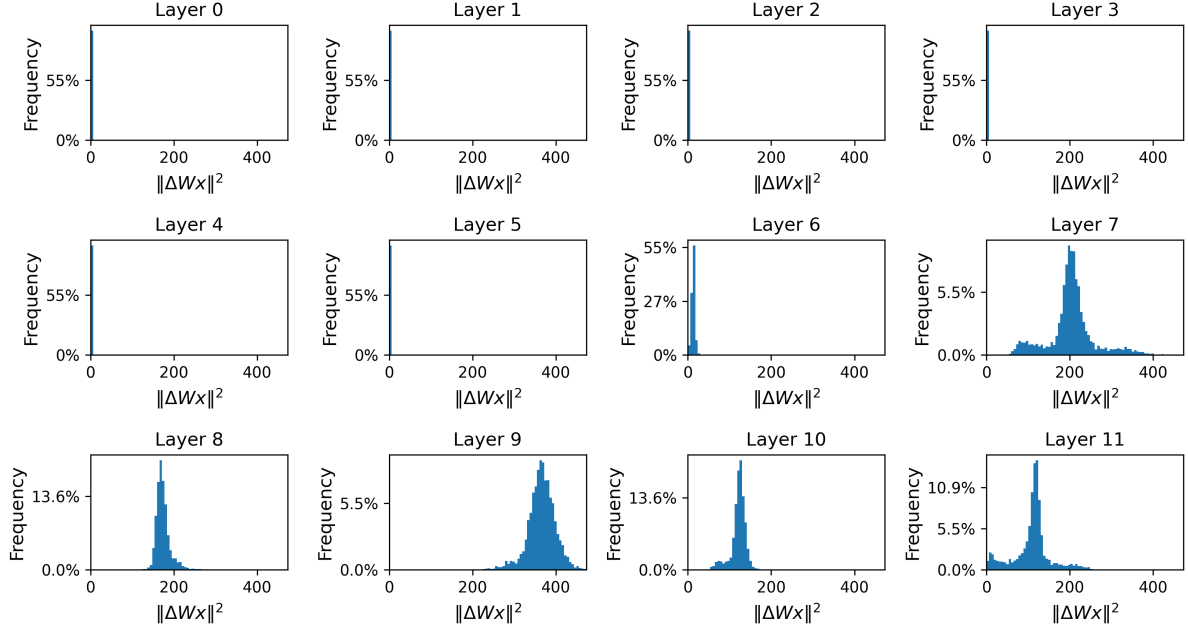 Layer 0 Layer 1 Layer 2 Layer 3
Frequency Frequency Frequency Frequency
55% 55% 55% 55%
0% 0% 0% 0%
0 200 400 0 200 400 0 200 400 0 200 400
‖ΔWx‖² ‖ΔWx‖² ‖ΔWx‖² ‖ΔWx‖²
Layer 4 Layer 5 Layer 6 Layer 7
Frequency Frequency Frequency Frequency
55%
55% 55% 27% 5.5%
0% 0% 0% 0.0%
0 200 400 0 200 400 0 200 400 0 200 400
‖ΔWx‖² ‖ΔWx‖² ‖ΔWx‖² ‖ΔWx‖²
Layer 8 Layer 9 Layer 10 Layer 11
Frequency Frequency Frequency Frequency
10.9%
13.6% 5.5% 13.6% 5.5%
0.0% 0.0% 0.0% 0.0%
0 200 400 0 200 400 0 200 400 0 200 400
‖ΔWx‖² ‖ΔWx‖² ‖ΔWx‖² ‖ΔWx‖²